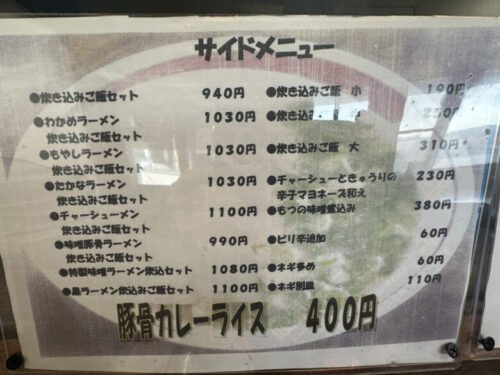 サイドメニュー
●炊き込みご飯セット 940円
●わかめラーメン 1030円
炊き込みご飯セット
●もやしラーメン 1030円
炊き込みご飯セット
●たかなラーメン 1030円
炊き込みご飯セット
●チャーシューメン 1100円
炊き込みご飯セット
●味噌豚骨ラーメン 990円
●特製味噌ラーメン炊込セット 1080円
●黒ラーメン炊込みご飯セット 1100円
●炊き込みご飯 小 190円
●炊き込みご飯
●炊き込みご飯 大 310円
●チャーシューときゅうりの 230円
辛子マヨネーズ和え
●もつの味噌煮込み 380円
●ピリ辛追加 60円
●ネギ多め 60円
●ネギ別皿 110円
豚骨カレーライス 400円